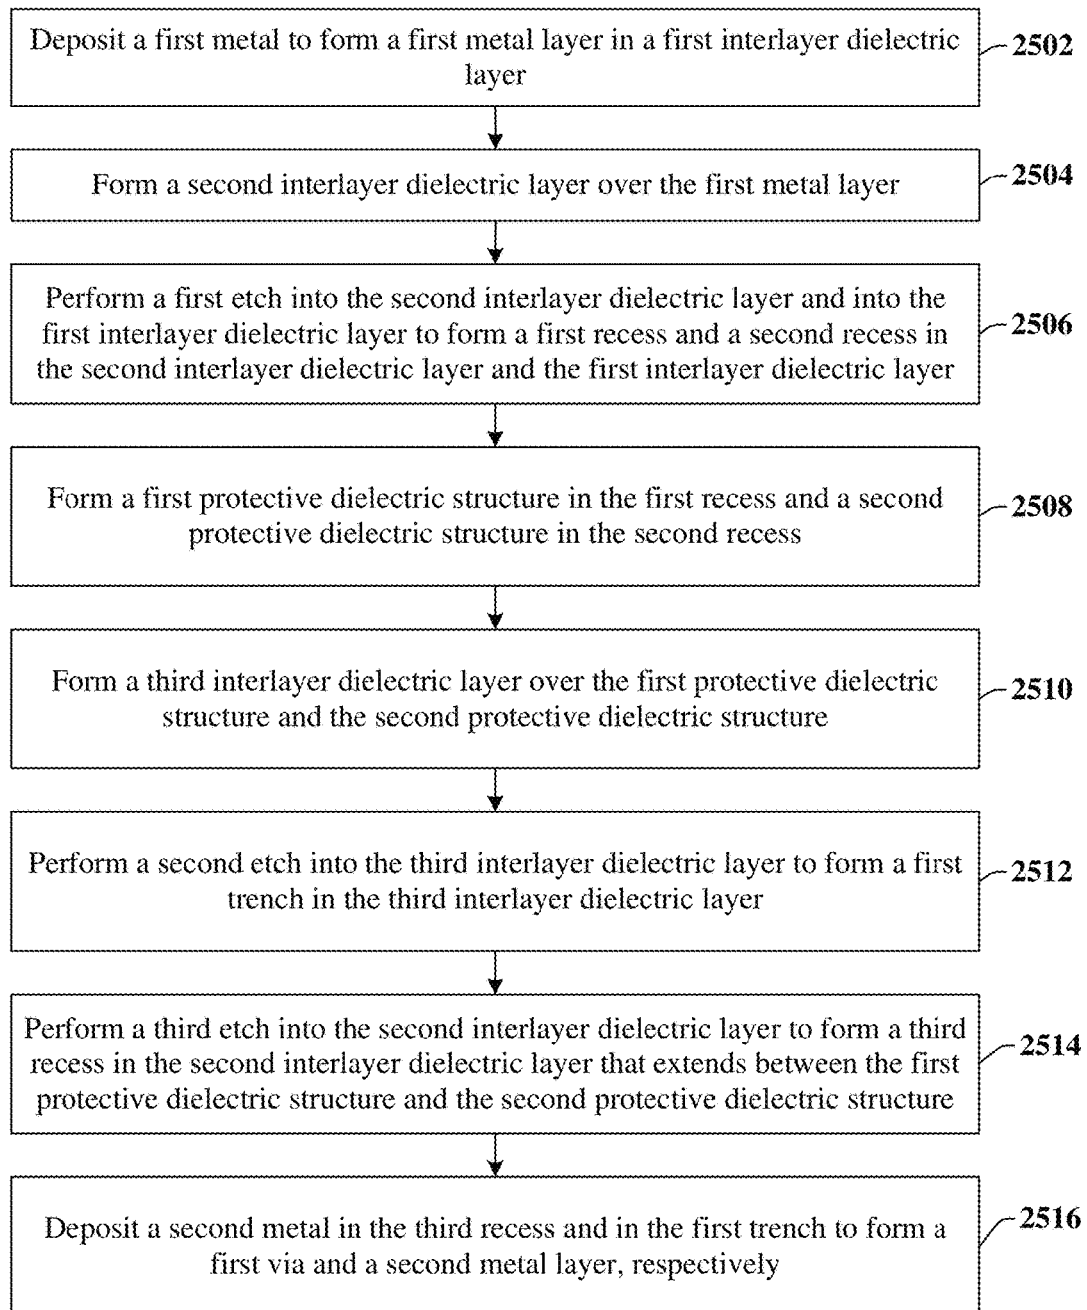 Deposit a first metal to form a first metal layer in a first interlayer dielectric
layer
2502
Form a second interlayer dielectric layer over the first metal layer
2504
Perform a first etch into the second interlayer dielectric layer and into the
first interlayer dielectric layer to form a first recess and a second recess in
the second interlayer dielectric layer and the first interlayer dielectric layer
2506
Form a first protective dielectric structure in the first recess and a second
protective dielectric structure in the second recess
2508
Form a third interlayer dielectric layer over the first protective dielectric
structure and the second protective dielectric structure
2510
Perform a second etch into the third interlayer dielectric layer to form a first
trench in the third interlayer dielectric layer
2512
Perform a third etch into the second interlayer dielectric layer to form a third
recess in the second interlayer dielectric layer that extends between the first
protective dielectric structure and the second protective dielectric structure
2514
Deposit a second metal in the third recess and in the first trench to form a
first via and a second metal layer, respectively
2516